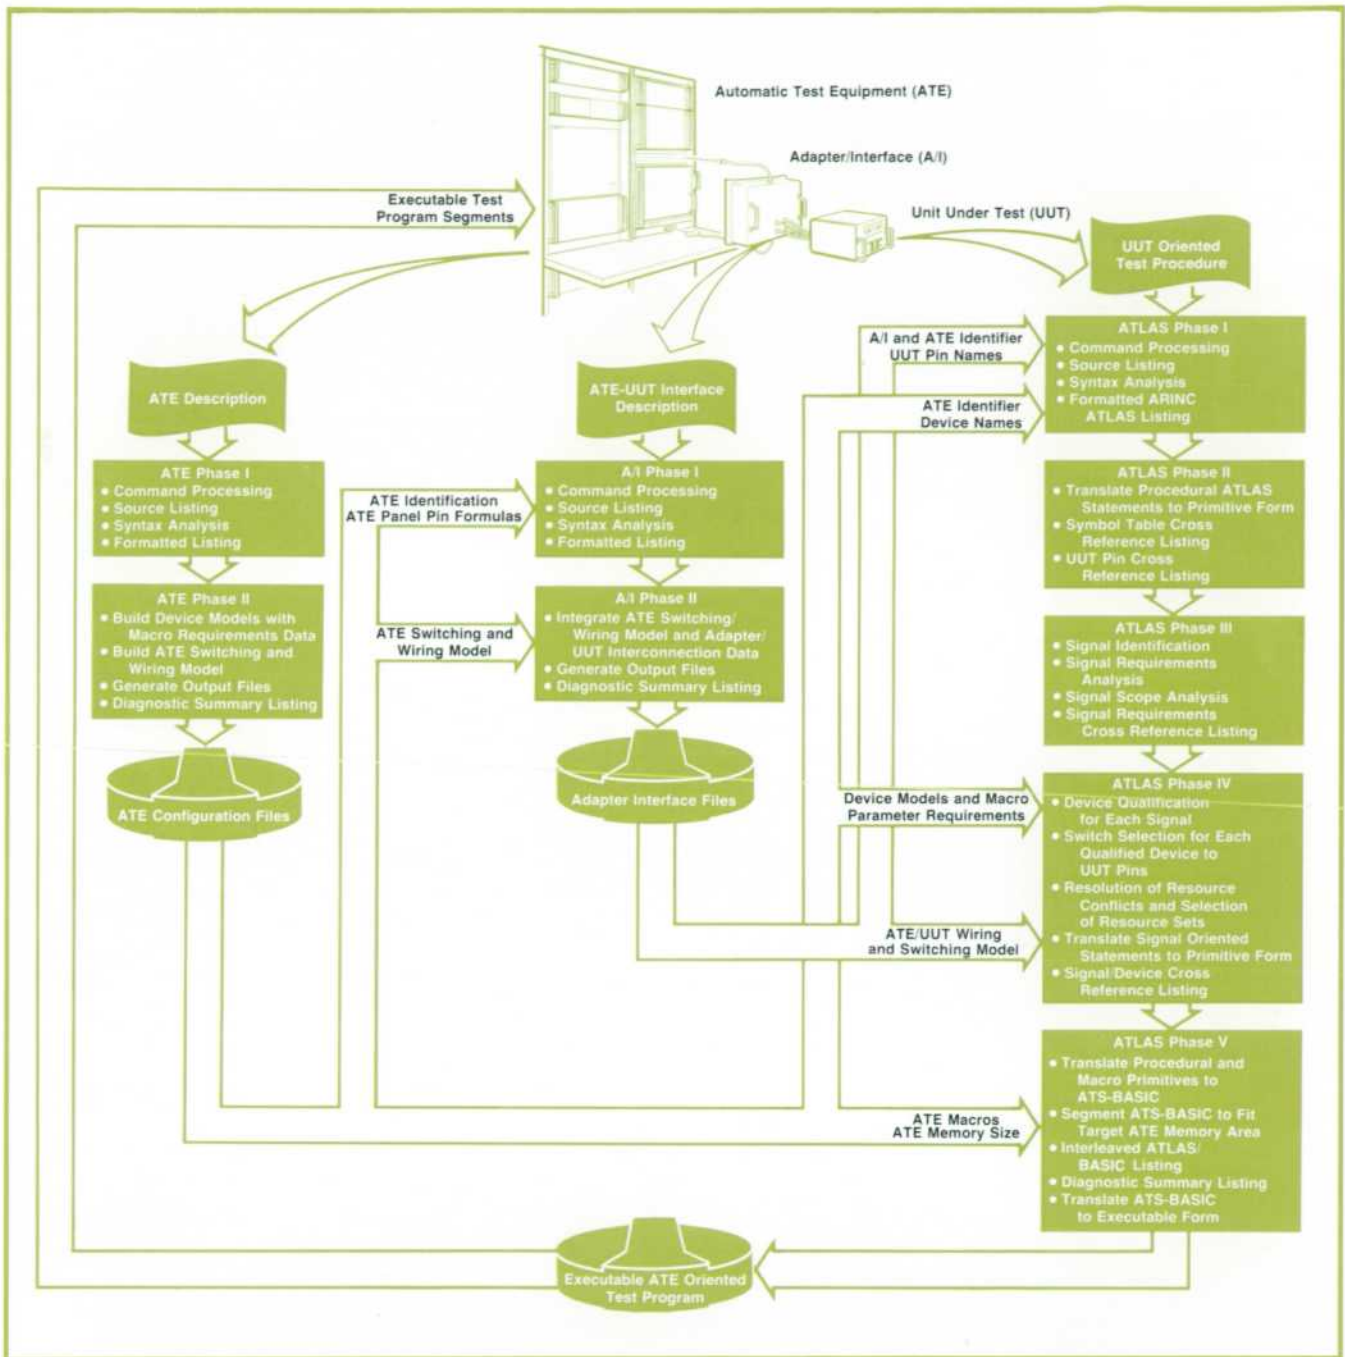 Automatic Test Equipment (ATE)
Adapter/Interface (A/I)
Executable Test
Program Segments
Unit Under Test (UUT)
UUT Oriented
Test Procedure
ATE Description
ATE-UUT Interface
Description
A/I and ATE Identifier
UUT Pin Names
ATE Identifier
Device Names
ATLAS Phase I
• Command Processing
• Source Listing
• Syntax Analysis
• Formatted ARINC
ATLAS Listing
ATE Phase I
• Command Processing
• Source Listing
• Syntax Analysis
• Formatted Listing
ATE Identification
ATE Panel Pin Formulas
A/I Phase I
• Command Processing
• Source Listing
• Syntax Analysis
• Formatted Listing
ATLAS Phase II
• Translate Procedural ATLAS
Statements to Primitive Form
• Symbol Table Cross
Reference Listing
• UUT Pin Cross
Reference Listing
ATE Phase II
• Build Device Models with
Macro Requirements Data
• Build ATE Switching and
Wiring Model
• Generate Output Files
• Diagnostic Summary Listing
ATE Switching and
Wiring Model
A/I Phase II
• Integrate ATE Switching/
Wiring Model and Adapter/
UUT Interconnection Data
• Generate Output Files
• Diagnostic Summary Listing
ATLAS Phase III
• Signal Identification
• Signal Requirements
Analysis
• Signal Scope Analysis
• Signal Requirements
Cross Reference Listing
ATE Configuration Files
Adapter Interface Files
Device Models and Macro
Parameter Requirements
ATE/UUT Wiring
and Switching Model
ATLAS Phase IV
• Device Qualification
for Each Signal
• Switch Selection for Each
Qualified Device to
UUT Pins
• Resolution of Resource
Conflicts and Selection
of Resource Sets
• Translate Signal Oriented
Statements to Primitive Form
• Signal/Device Cross
Reference Listing
ATE Macros
ATE Memory Size
ATLAS Phase V
• Translate Procedural and
Macro Primitives to
ATS-BASIC
• Segment ATS-BASIC to Fit
Target ATE Memory Area
• Interleaved ATLAS/
BASIC Listing
• Diagnostic Summary Listing
• Translate ATS-BASIC
to Executable Form
Executable ATE Oriented
Test Program